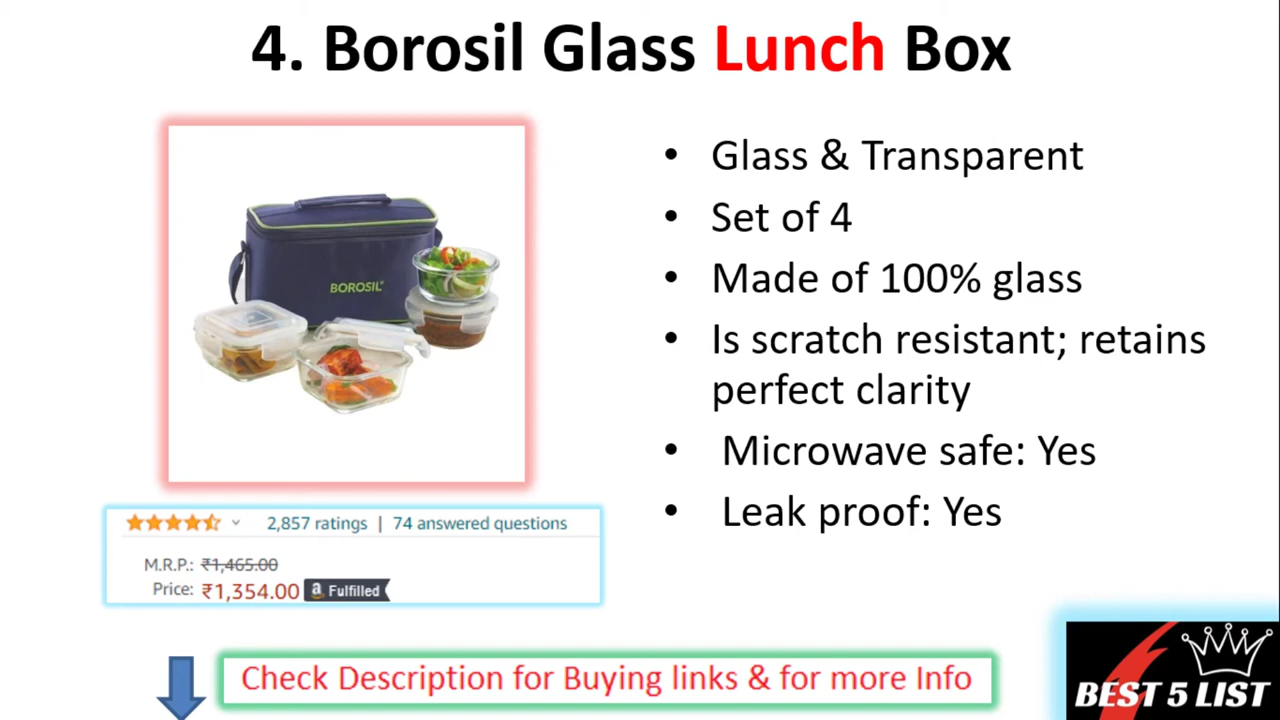 4. Borosil Glass Lunch Box
BOROSIL
• Glass & Transparent
• Set of 4
• Made of 100% glass
• Is scratch resistant; retains
perfect clarity
• Microwave safe: Yes
• Leak proof: Yes
2,857 ratings | 74 answered questions
M.R.P.: ₹1,465.00
Price: ₹1,354.00 a Fulfilled
Check Description for Buying links & for more Info
BEST 5 LIST